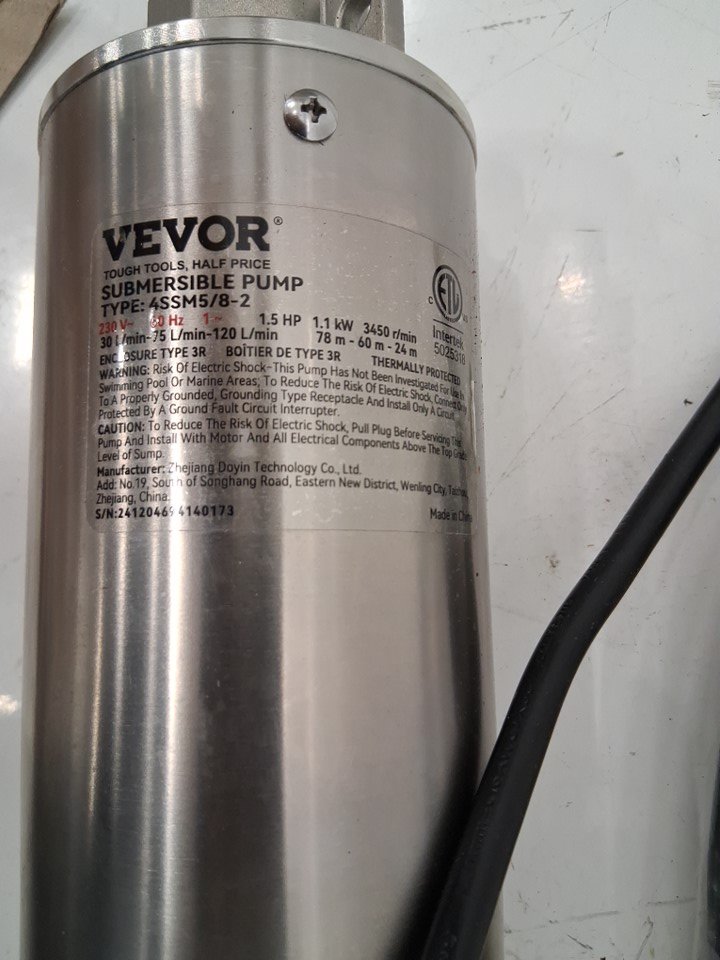 VEVOR®
TOUGH TOOLS, HALF PRICE
SUBMERSIBLE PUMP
TYPE: 4SSM5/8-2
230 V~ 60 Hz 1~ 1.5 HP 1.1 kW 3450 r/min
30 L/min-75 L/min-120 L/min 78 m - 60 m - 24 m
ENCLOSURE TYPE 3R BOÎTIER DE TYPE 3R THERMALLY PROTECTED
WARNING: Risk Of Electric Shock-This Pump Has Not Been Investigated For Use In
Swimming Pool Or Marine Areas; To Reduce The Risk Of Electric Shock, Connect Only
To A Properly Grounded, Grounding Type Receptacle And Install Only A Circuit
Protected By A Ground Fault Circuit Interrupter.
CAUTION: To Reduce The Risk Of Electric Shock, Pull Plug Before Servicing This
Pump And Install With Motor And All Electrical Components Above The Top Grade
Level of Sump.
Manufacturer: Zhejiang Doyin Technology Co., Ltd.
Add: No.19, South of Songhang Road, Eastern New District, Wenling City, Taizhou,
Zhejiang, China.
S/N:241204694140173
Made in China
C ETL US
Intertek
5025318